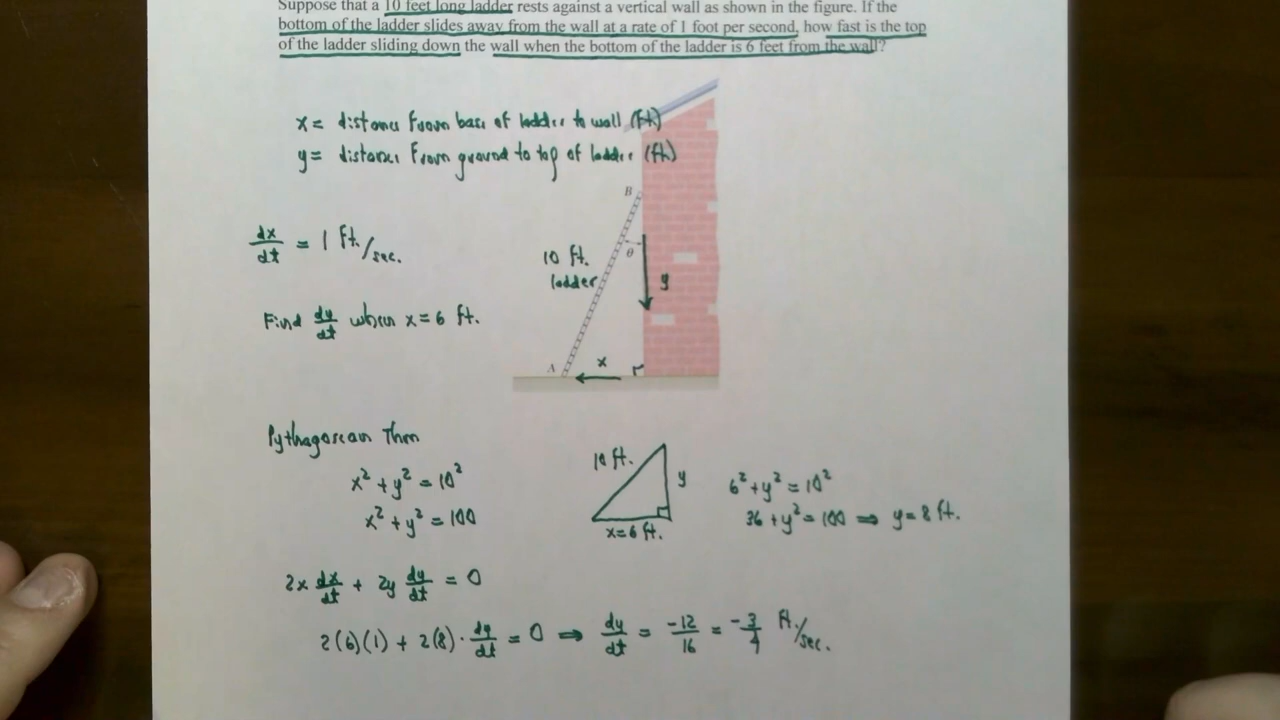 Suppose that a 10 feet long ladder rests against a vertical wall as shown in the figure. If the
bottom of the ladder slides away from the wall at a rate of 1 foot per second, how fast is the top
of the ladder sliding down the wall when the bottom of the ladder is 6 feet from the wall?
x = distance from base of ladder to wall (ft)
y = distance from ground to top of ladder (ft)
B
dx/dt = 1 ft./sec.
10 ft.
ladder
θ
y
Find dy/dt when x = 6 ft.
A
x
Pythagorean Thm
x² + y² = 10²
x² + y² = 100
10 ft.
y
x = 6 ft.
6² + y² = 10²
36 + y² = 100 ⇒ y = 8 ft.
2x dx/dt + 2y dy/dt = 0
2(6)(1) + 2(8) · dy/dt = 0 ⇒ dy/dt = -12/16 = -3/4 ft./sec.